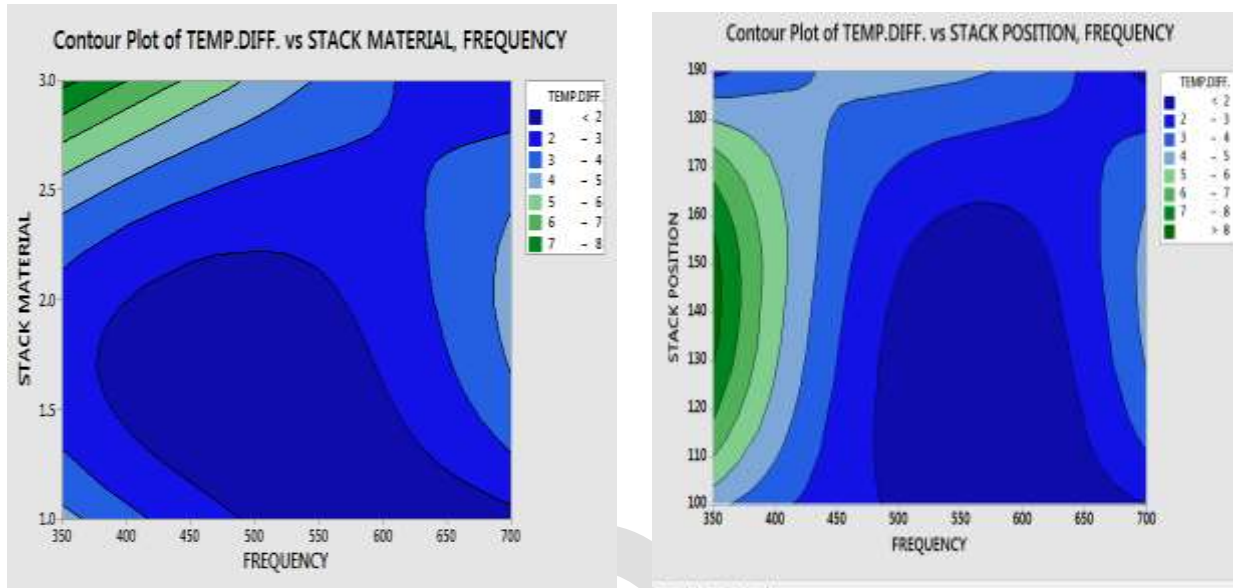 Contour Plot of TEMP.DIFF. vs STACK MATERIAL, FREQUENCY
3.0
2.5
2.0
1.5
1.0
STACK MATERIAL
350 400 450 500 550 600 650 700
FREQUENCY
TEMP.DIFF.
< 2
2 – 3
3 – 4
4 – 5
5 – 6
6 – 7
7 – 8
Contour Plot of TEMP.DIFF. vs STACK POSITION, FREQUENCY
190
180
170
160
150
140
130
120
110
100
STACK POSITION
350 400 450 500 550 600 650 700
FREQUENCY
TEMP.DIFF.
< 2
2 – 3
3 – 4
4 – 5
5 – 6
6 – 7
7 – 8
> 8